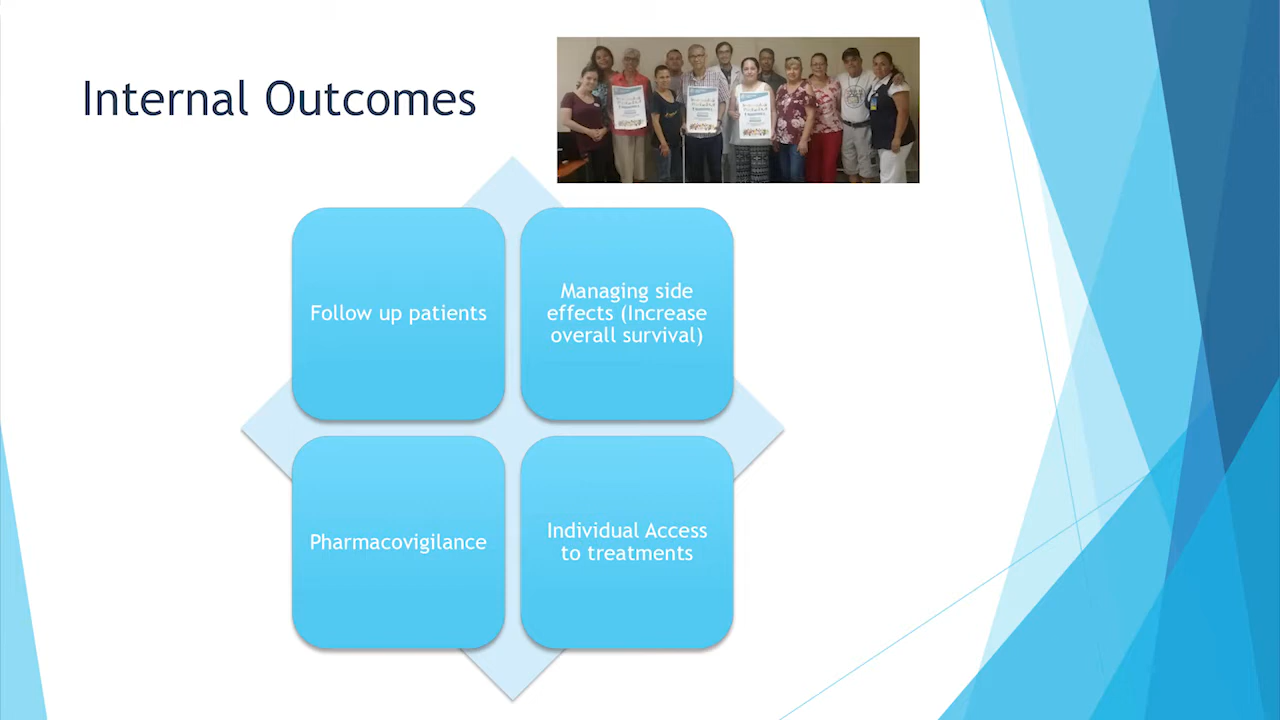 Internal Outcomes
Follow up patients
Managing side
effects (Increase
overall survival)
Pharmacovigilance
Individual Access
to treatments